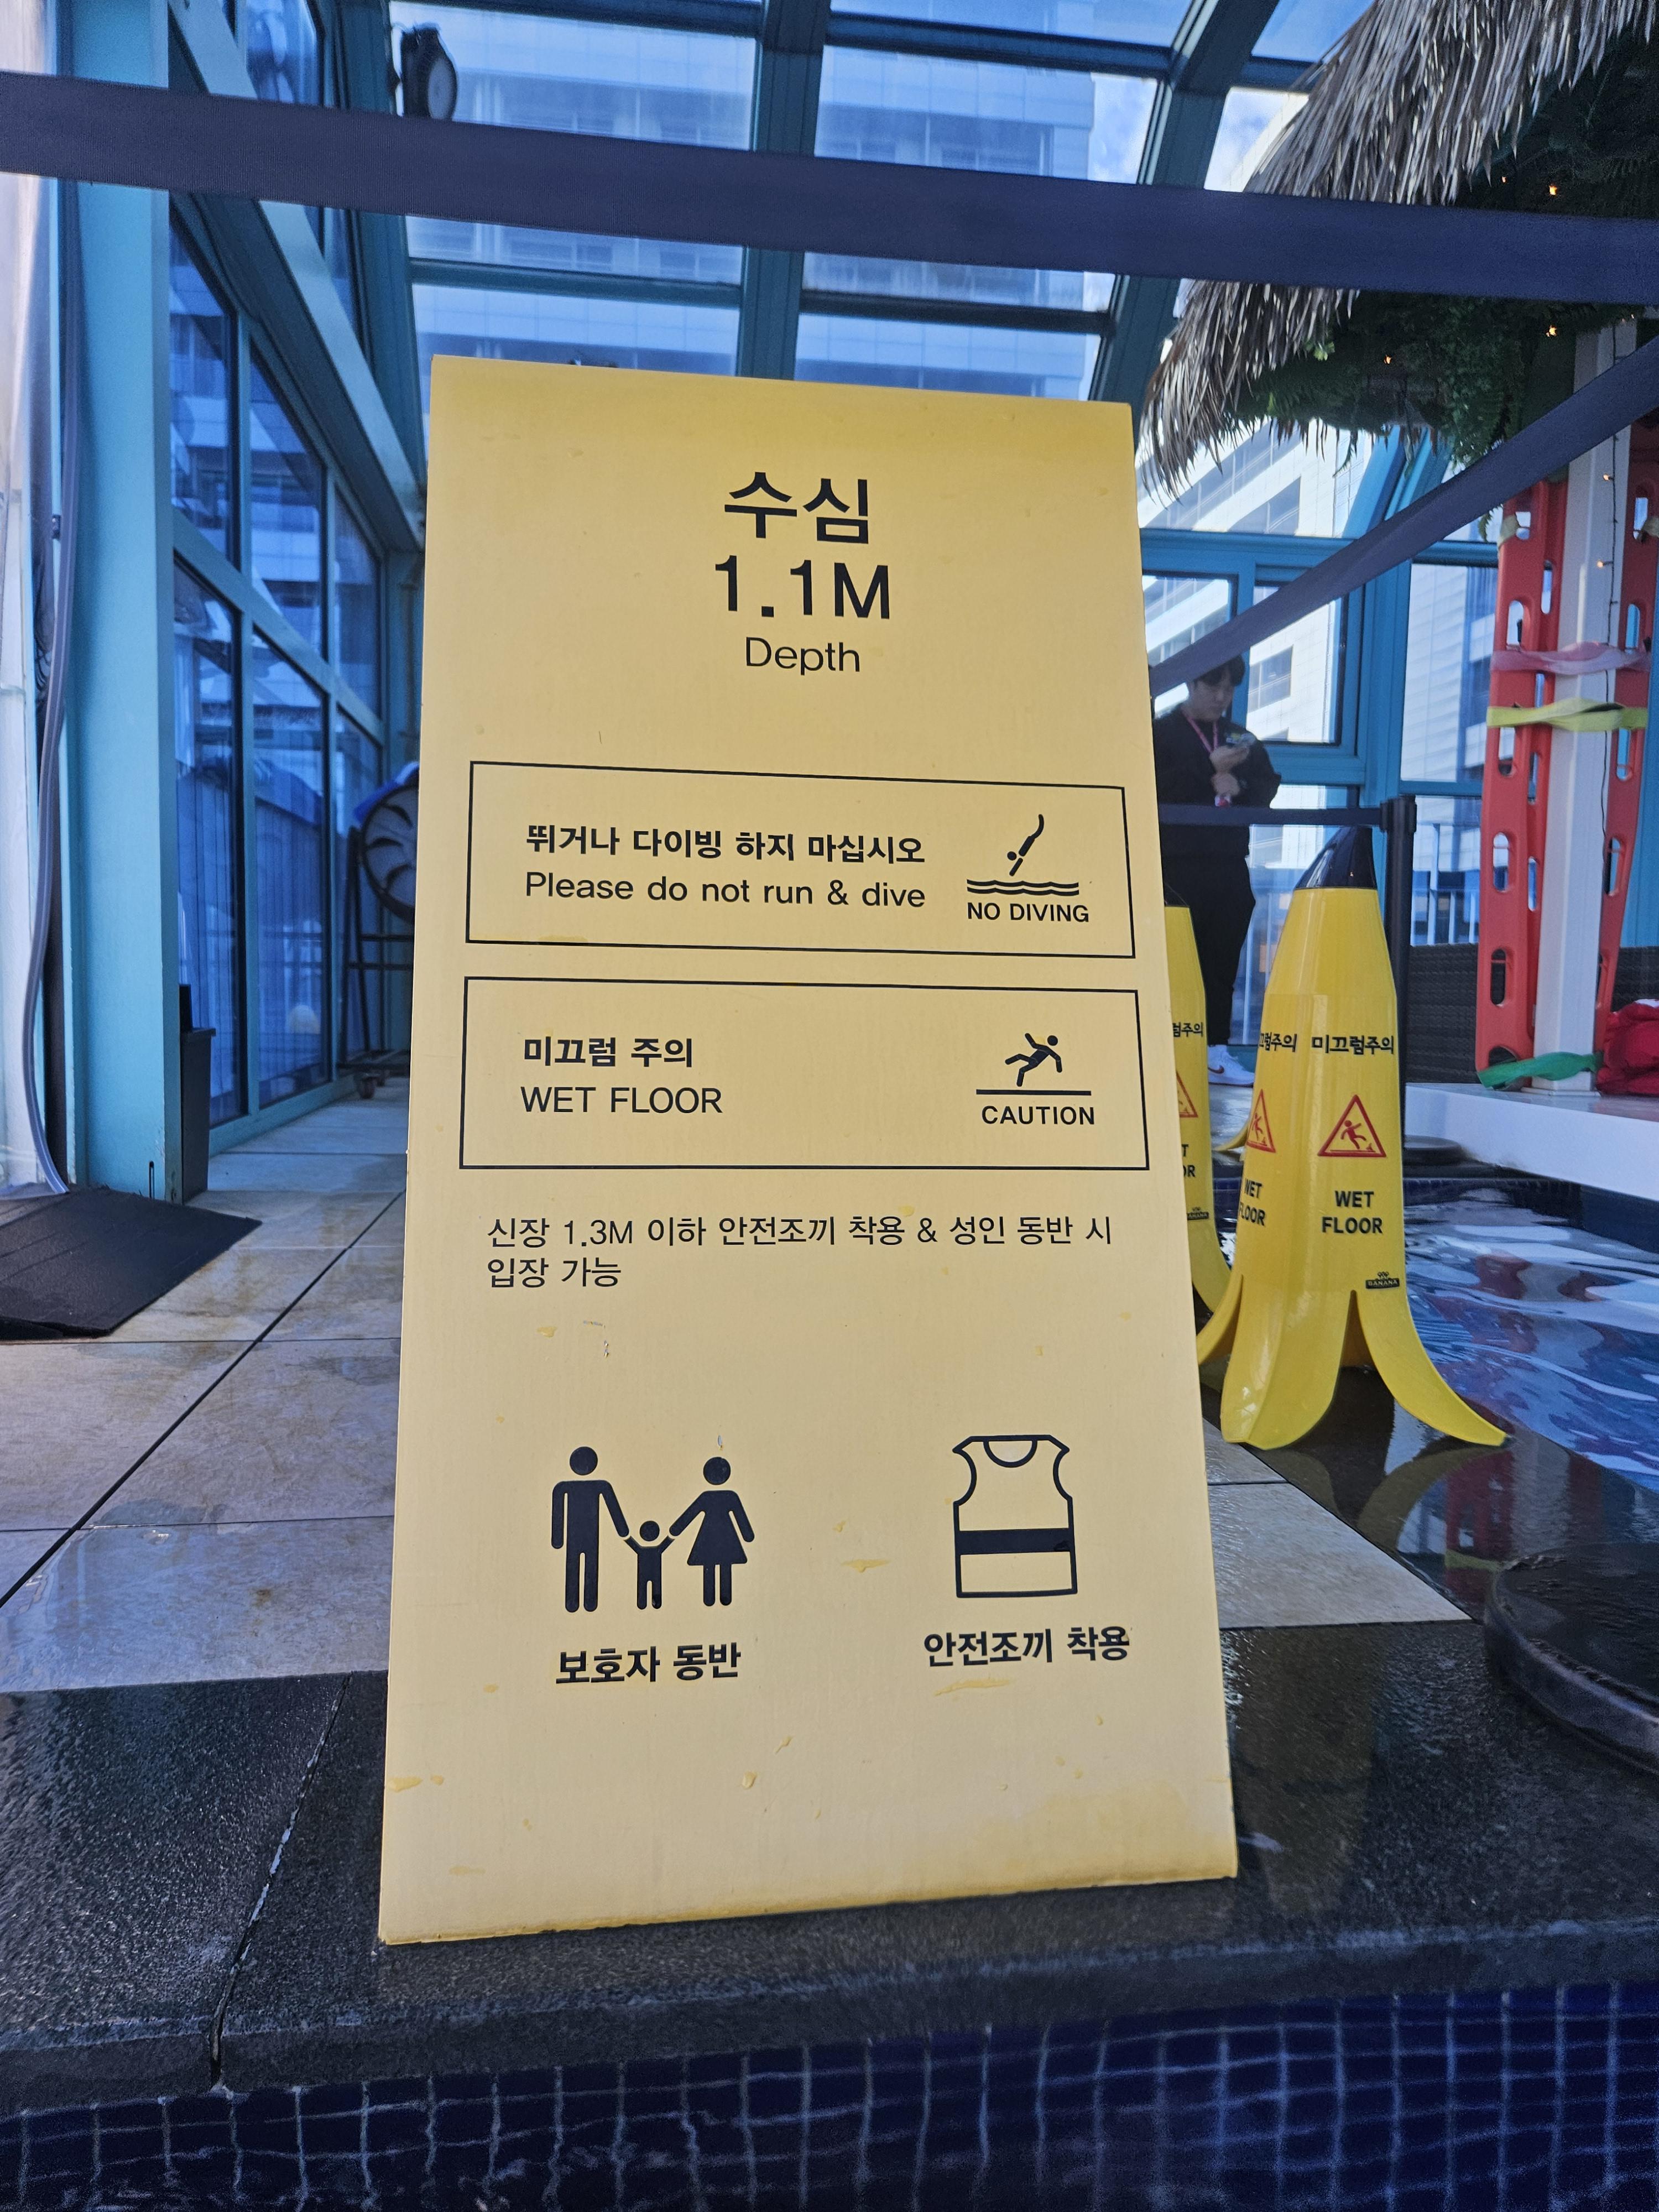 수심
1.1M
Depth
뛰거나 다이빙 하지 마십시오
Please do not run & dive
NO DIVING
미끄럼 주의
WET FLOOR
CAUTION
신장 1.3M 이하 안전조끼 착용 & 성인 동반 시
입장 가능
보호자 동반
안전조끼 착용
미끄럼주의
WET
FLOOR
BANANA